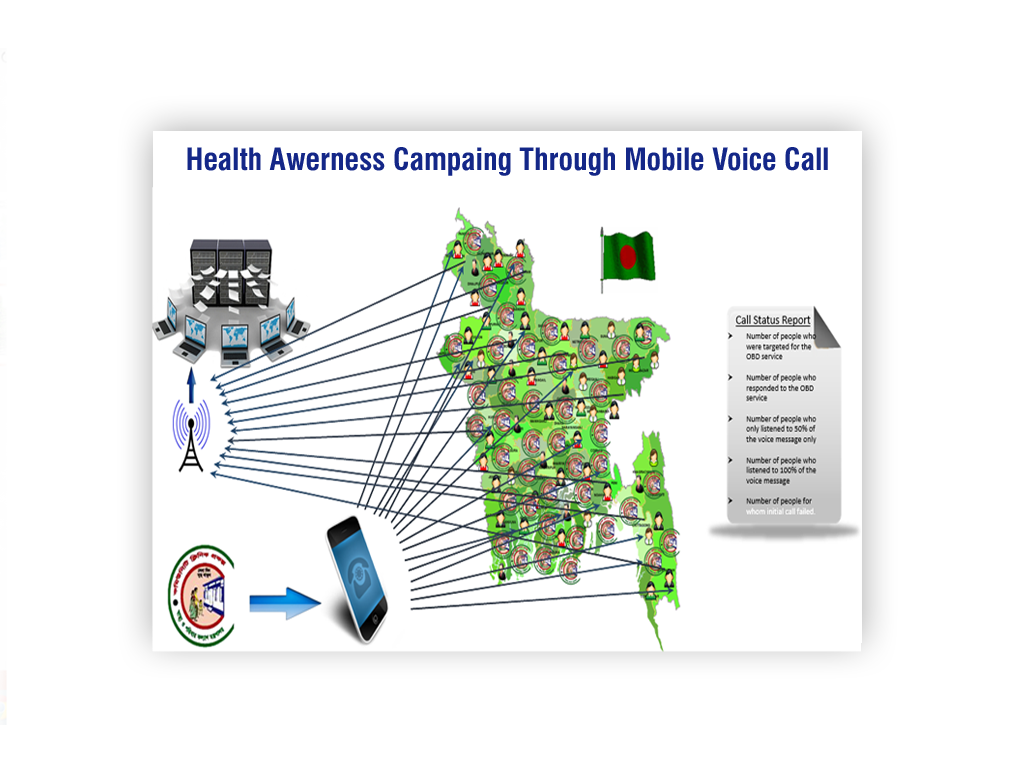 Health Awerness Campaing Through Mobile Voice Call
Call Status Report
Number of people who
were targeted for the
OBD service
Number of people who
responded to the OBD
service
Number of people who
only listened to 50% of
the voice message only
Number of people who
listened to 100% of the
voice message
Number of people for
whom initial call failed.